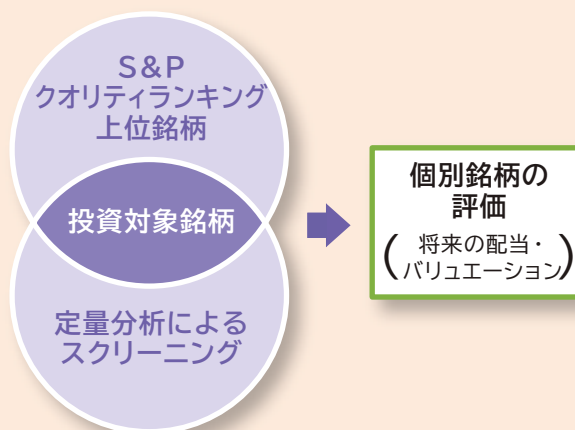 S&P
クオリティランキング
上位銘柄
投資対象銘柄
定量分析による
スクリーニング
個別銘柄の
評価
(将来の配当・
バリュエーション)